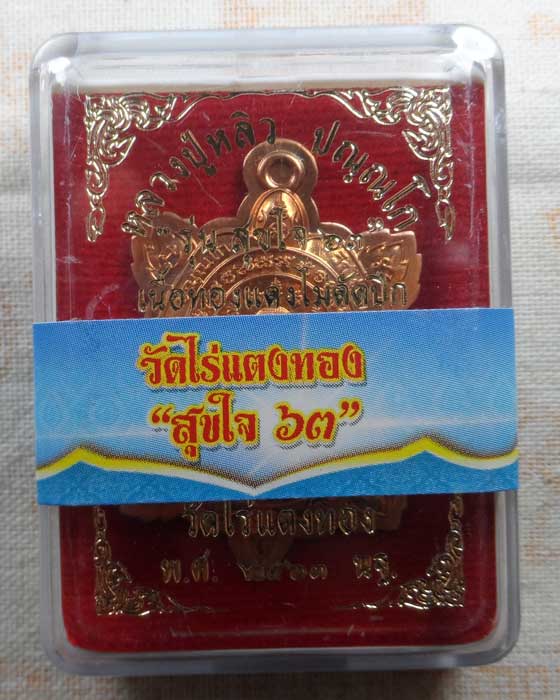 หลวงปู่หลิว ปณฺณโก
"รุ่น สุขใจ ๖๓"
เนื้อทองแดงไม่ตัดปีก
วัดไร่แตงทอง
"สุขใจ ๖๓"
วัดไร่แตงทอง
พ.ศ. ๒๕๖๓ นฐ.